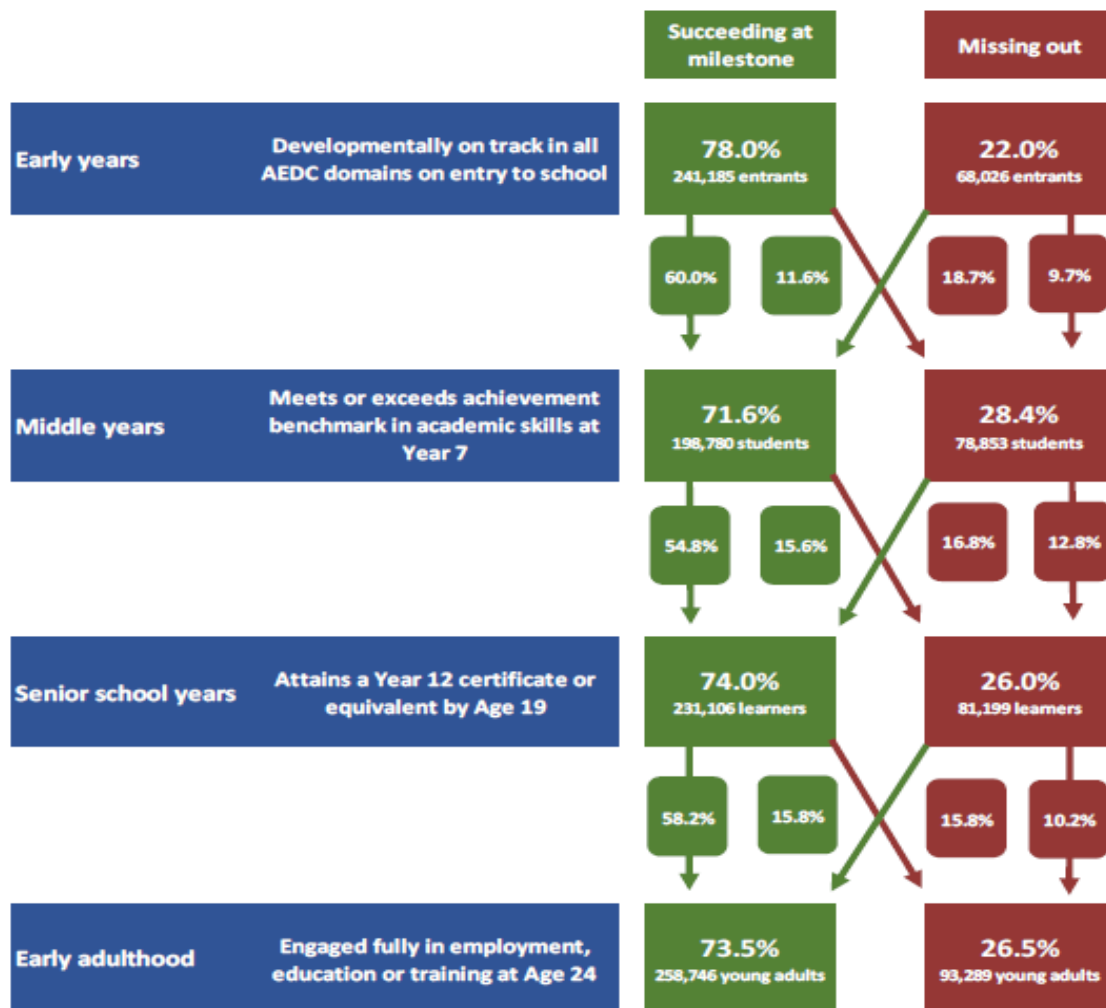 Succeeding at
milestone
Missing out
Early years
Developmentally on track in all
AEDC domains on entry to school
78.0%
241,185 entrants
22.0%
68,026 entrants
60.0%
11.6%
18.7%
9.7%
Middle years
Meets or exceeds achievement
benchmark in academic skills at
Year 7
71.6%
198,780 students
28.4%
78,853 students
54.8%
15.6%
16.8%
12.8%
Senior school years
Attains a Year 12 certificate or
equivalent by Age 19
74.0%
231,106 learners
26.0%
81,199 learners
58.2%
15.8%
15.8%
10.2%
Early adulthood
Engaged fully in employment,
education or training at Age 24
73.5%
258,746 young adults
26.5%
93,289 young adults